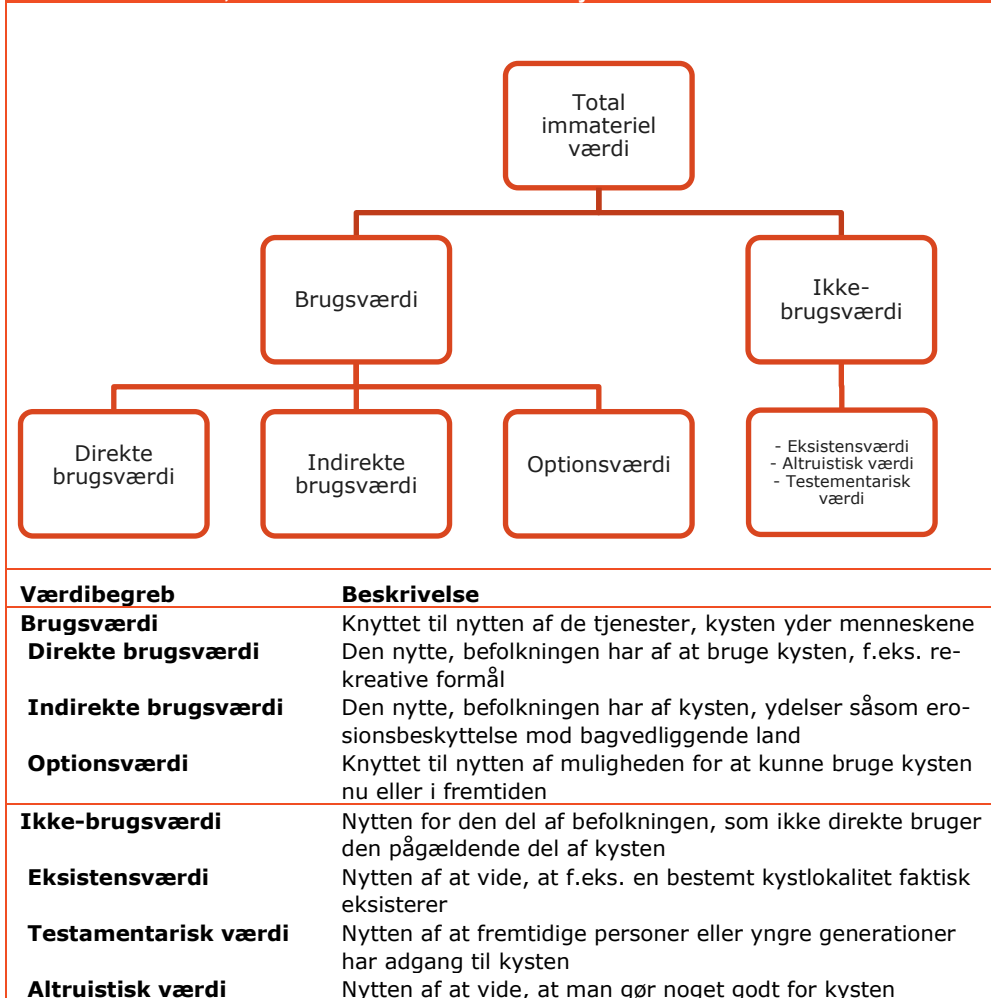 Total
immateriel
værdi
Brugsværdi
Ikke-
brugsværdi
Direkte
brugsværdi
Indirekte
brugsværdi
Optionsværdi
- Eksistensværdi
- Altruistisk værdi
- Testementarisk
værdi
Værdibegreb Beskrivelse
Brugsværdi Knyttet til nytten af de tjenester, kysten yder menneskene
Direkte brugsværdi Den nytte, befolkningen har af at bruge kysten, f.eks. re-
kreative formål
Indirekte brugsværdi Den nytte, befolkningen har af kysten, ydelser såsom ero-
sionsbeskyttelse mod bagvedliggende land
Optionsværdi Knyttet til nytten af muligheden for at kunne bruge kysten
nu eller i fremtiden
Ikke-brugsværdi Nytten for den del af befolkningen, som ikke direkte bruger
den pågældende del af kysten
Eksistensværdi Nytten af at vide, at f.eks. en bestemt kystlokalitet faktisk
eksisterer
Testamentarisk værdi Nytten af at fremtidige personer eller yngre generationer
har adgang til kysten
Altruistisk værdi Nytten af at vide, at man gør noget godt for kysten